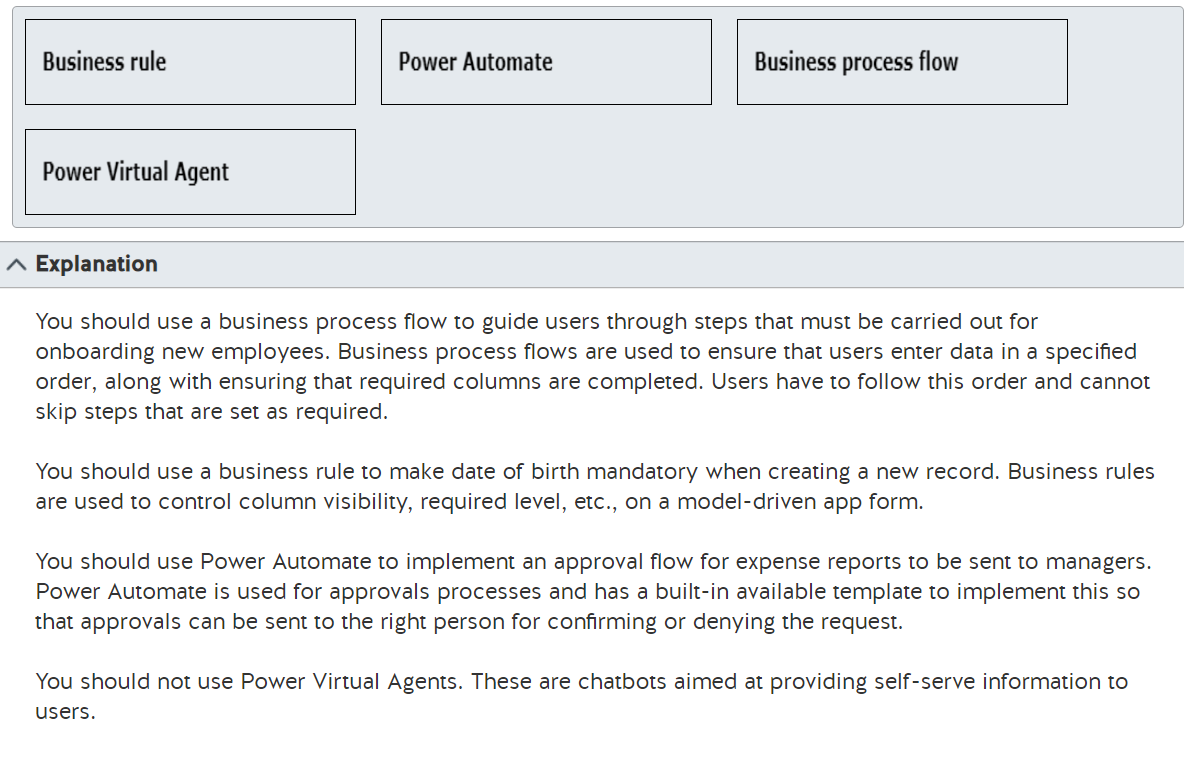 Business rule
Power Automate
Business process flow
Power Virtual Agent
Explanation
You should use a business process flow to guide users through steps that must be carried out for
onboarding new employees. Business process flows are used to ensure that users enter data in a specified
order, along with ensuring that required columns are completed. Users have to follow this order and cannot
skip steps that are set as required.
You should use a business rule to make date of birth mandatory when creating a new record. Business rules
are used to control column visibility, required level, etc., on a model-driven app form.
You should use Power Automate to implement an approval flow for expense reports to be sent to managers.
Power Automate is used for approvals processes and has a built-in available template to implement this so
that approvals can be sent to the right person for confirming or denying the request.
You should not use Power Virtual Agents. These are chatbots aimed at providing self-serve information to
users.